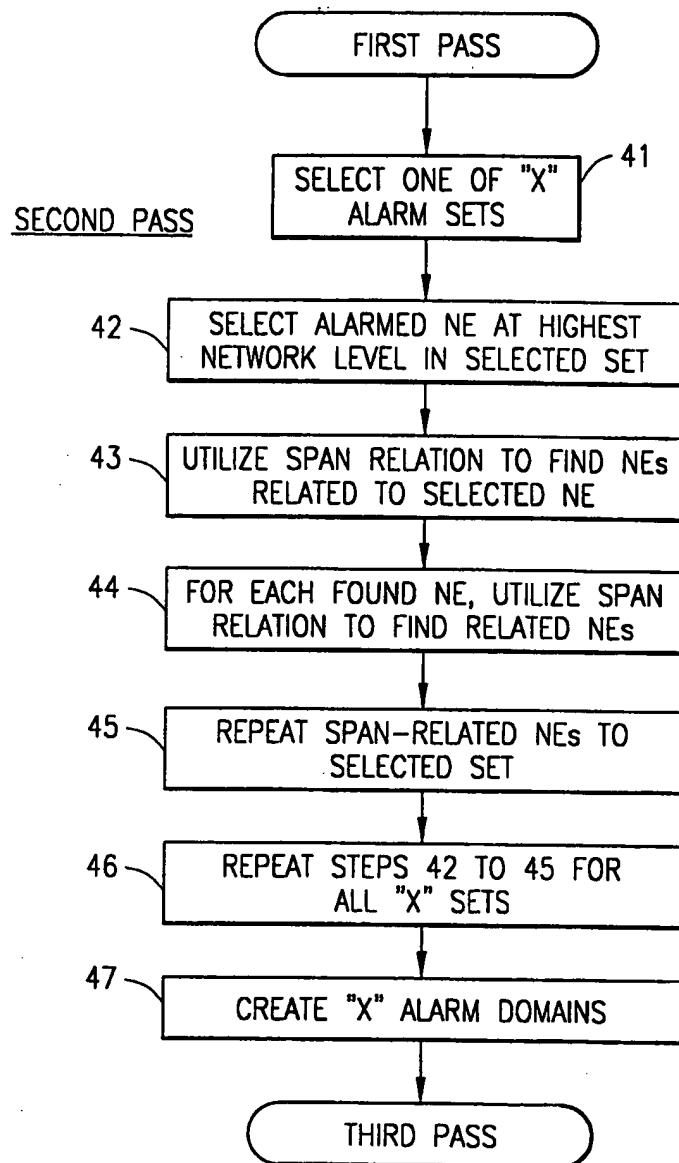 FIRST PASS
41
SELECT ONE OF "X"
ALARM SETS
SECOND PASS
42
SELECT ALARMED NE AT HIGHEST
NETWORK LEVEL IN SELECTED SET
43
UTILIZE SPAN RELATION TO FIND NEs
RELATED TO SELECTED NE
44
FOR EACH FOUND NE, UTILIZE SPAN
RELATION TO FIND RELATED NEs
45
REPEAT SPAN-RELATED NEs TO
SELECTED SET
46
REPEAT STEPS 42 TO 45 FOR
ALL "X" SETS
47
CREATE "X" ALARM DOMAINS
THIRD PASS